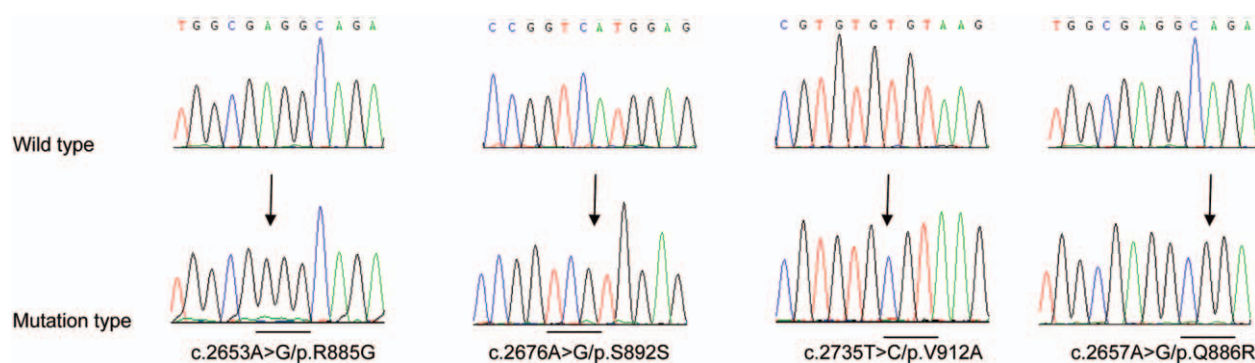 T G G C G A G G C A G A
C C G G T C A T G G A G
C G T G T G T G T A A G
T G G C G A G G C A G A
Wild type
Mutation type
c.2653A>G/p.R885G
c.2676A>G/p.S892S
c.2735T>C/p.V912A
c.2657A>G/p.Q886R